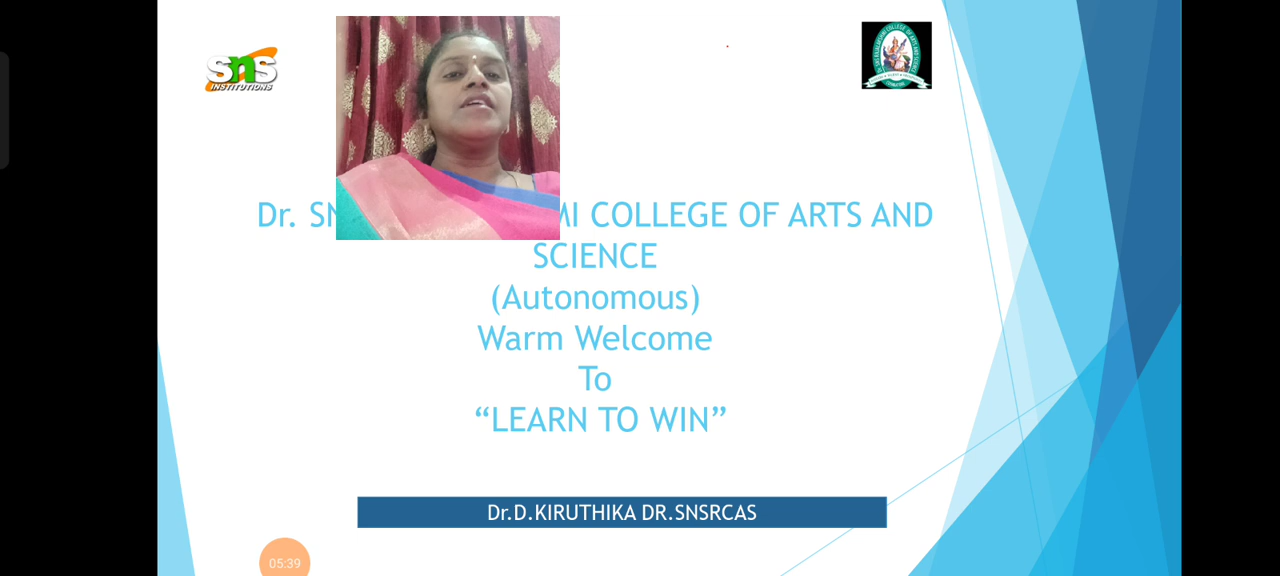 SNS
INSTITUTIONS
Dr. SN MI COLLEGE OF ARTS AND
SCIENCE
(Autonomous)
Warm Welcome
To
“LEARN TO WIN”
Dr.D.KIRUTHIKA DR.SNSRCAS
05:39